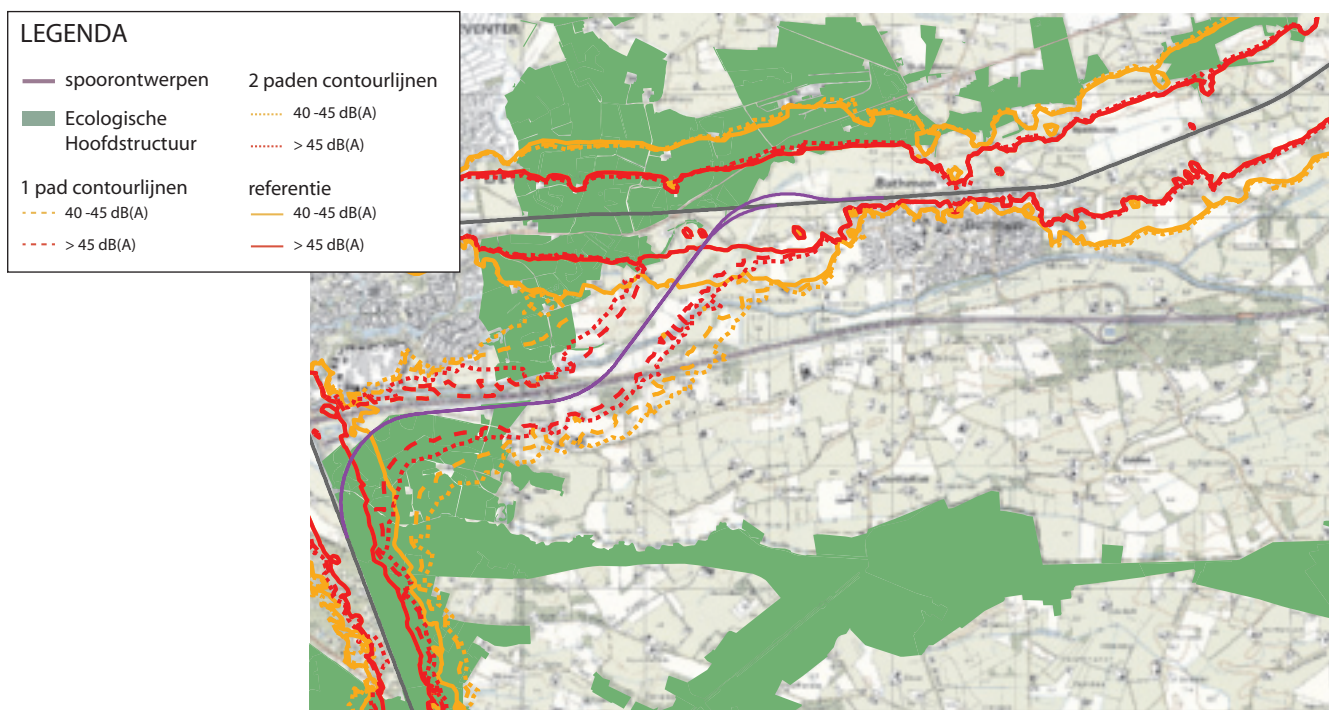 LEGENDA
spoorontwerpen
Ecologische
Hoofdstructuur
1 pad contourlijnen
40 -45 dB(A)
> 45 dB(A)
2 paden contourlijnen
40 -45 dB(A)
> 45 dB(A)
referentie
40 -45 dB(A)
> 45 dB(A)
EVENTER
Bathmen